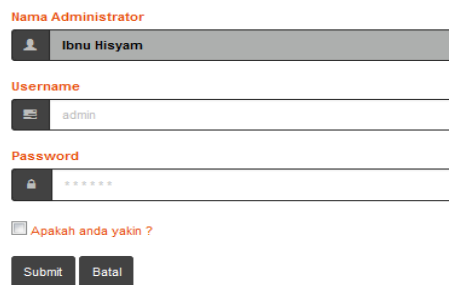 Nama Administrator
Ibnu Hisyam
Username
admin
Password
******
Apakah anda yakin ?
Submit Batal